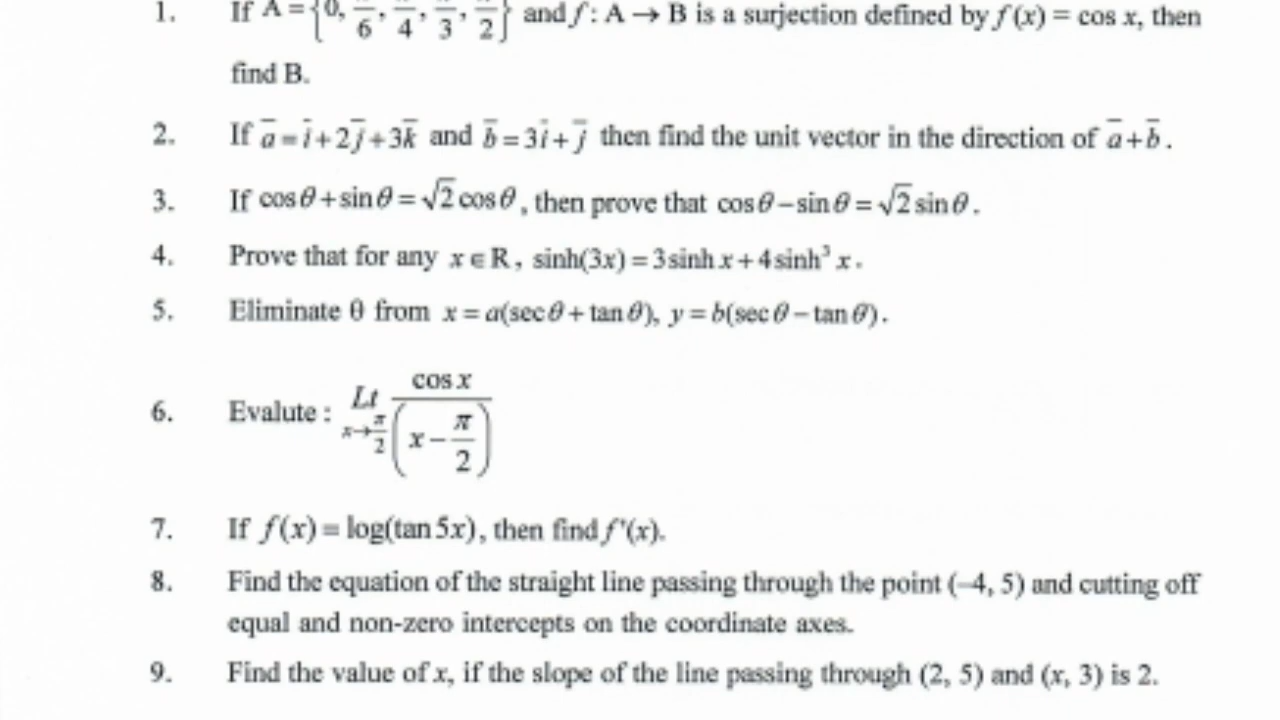 1. If A = {0, π/6, π/4, π/3, π/2} and f : A → B is a surjection defined by f(x) = cos x, then
find B.
2. If a̅ = i̅ + 2j̅ + 3k̅ and b̅ = 3i̅ + j̅ then find the unit vector in the direction of a̅ + b̅.
3. If cosθ + sinθ = √2 cosθ, then prove that cosθ − sinθ = √2 sinθ.
4. Prove that for any x ∈ R, sinh(3x) = 3 sinh x + 4 sinh³ x.
5. Eliminate θ from x = a(secθ + tanθ), y = b(secθ − tanθ).
6. Evalute : Lt x→π/2 cos x / (x − π/2)
7. If f(x) = log(tan 5x), then find f'(x).
8. Find the equation of the straight line passing through the point (−4, 5) and cutting off
equal and non-zero intercepts on the coordinate axes.
9. Find the value of x, if the slope of the line passing through (2, 5) and (x, 3) is 2.